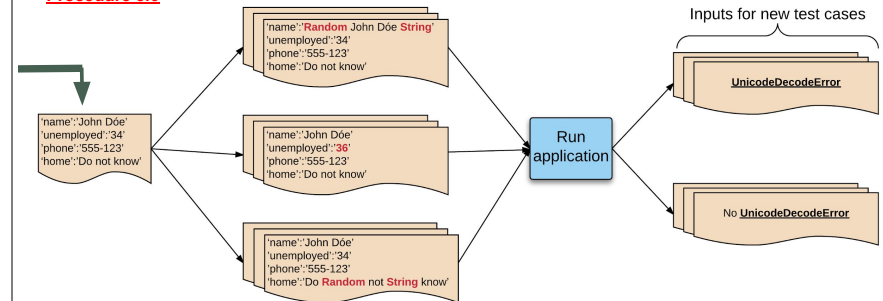 Inputs for new test cases
'name':'Random John Dóe String'
'unemployed':'34'
'phone':'555-123'
'home':'Do not know'
'name':'John Dóe'
'unemployed':'34'
'phone':'555-123'
'home':'Do not know'
'name':'John Dóe'
'unemployed':'36'
'phone':'555-123'
'home':'Do not know'
'name':'John Dóe'
'unemployed':'34'
'phone':'555-123'
'home':'Do Random not String know'
Run
application
UnicodeDecodeError
No UnicodeDecodeError